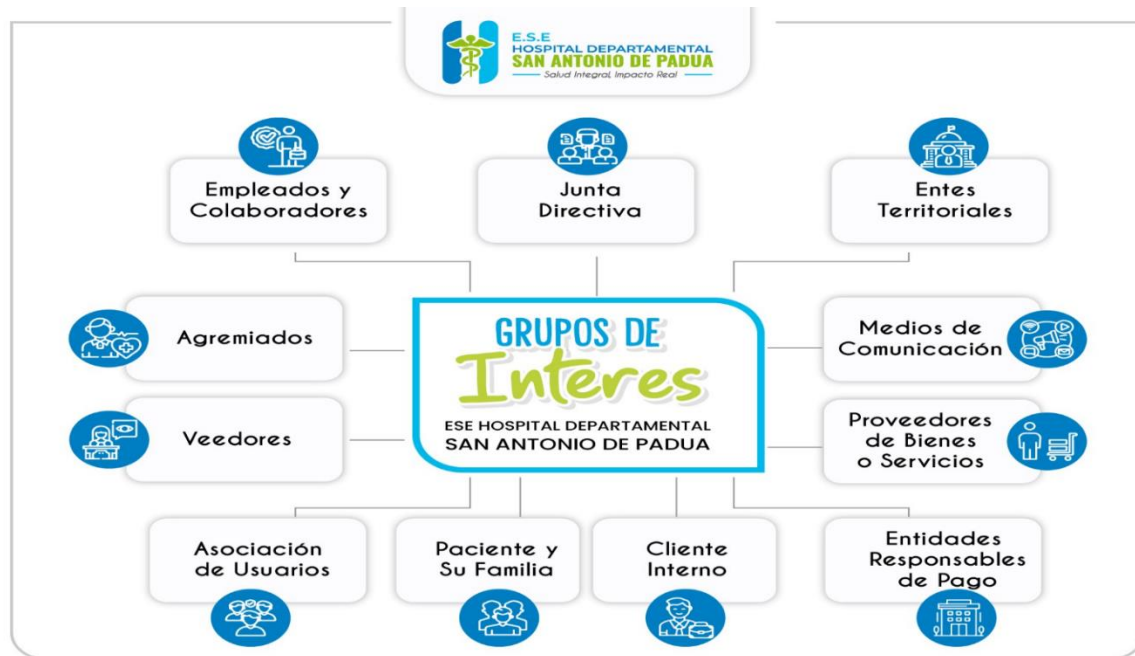 E.S.E
HOSPITAL DEPARTAMENTAL
SAN ANTONIO DE PADUA
Salud Integral, Impacto Real
Empleados y
Colaboradores
Junta
Directiva
Entes
Territoriales
Agremiados
GRUPOS DE
Interes
ESE HOSPITAL DEPARTAMENTAL
SAN ANTONIO DE PADUA
Medios de
Comunicación
Veedores
Proveedores
de Bienes
o Servicios
Asociación
de Usuarios
Paciente y
Su Familia
Cliente
Interno
Entidades
Responsables
de Pago